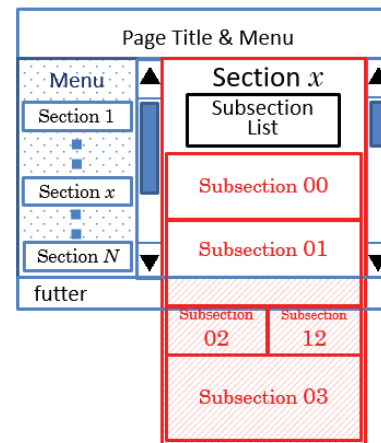 Page Title & Menu
Menu
Section 1
Section x
Section N
Section x
Subsection
List
Subsection 00
Subsection 01
futter
Subsection
02
Subsection
12
Subsection 03